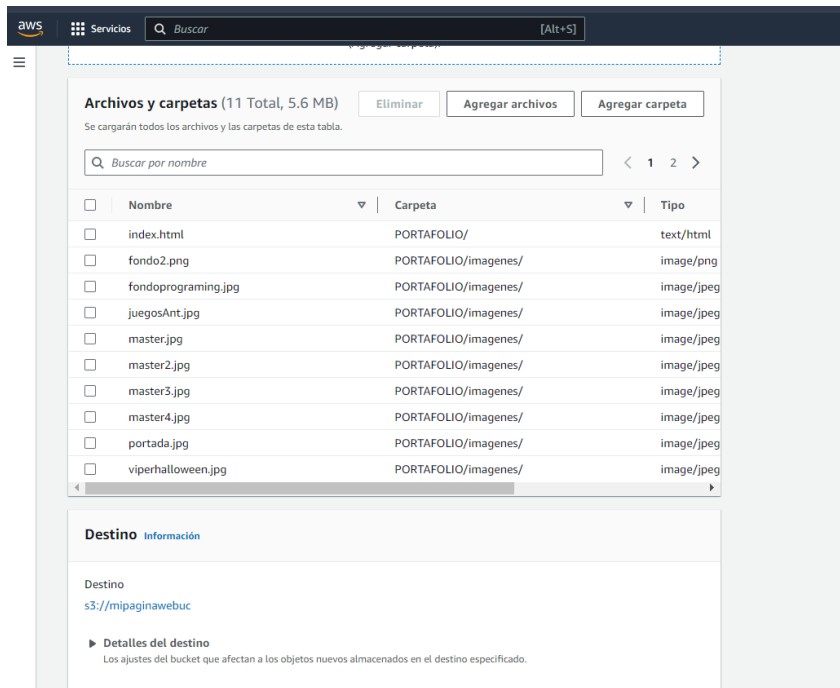 aws Servicios Buscar [Alt+S]
(Agregar carpeta).
Archivos y carpetas (11 Total, 5.6 MB) Eliminar Agregar archivos Agregar carpeta
Se cargarán todos los archivos y las carpetas de esta tabla.
Buscar por nombre 1 2
Nombre Carpeta Tipo
index.html PORTAFOLIO/ text/html
fondo2.png PORTAFOLIO/imagenes/ image/png
fondoprograming.jpg PORTAFOLIO/imagenes/ image/jpeg
juegosAnt.jpg PORTAFOLIO/imagenes/ image/jpeg
master.jpg PORTAFOLIO/imagenes/ image/jpeg
master2.jpg PORTAFOLIO/imagenes/ image/jpeg
master3.jpg PORTAFOLIO/imagenes/ image/jpeg
master4.jpg PORTAFOLIO/imagenes/ image/jpeg
portada.jpg PORTAFOLIO/imagenes/ image/jpeg
viperhalloween.jpg PORTAFOLIO/imagenes/ image/jpeg
Destino Información
Destino
s3://mipaginawebuc
Detalles del destino
Los ajustes del bucket que afectan a los objetos nuevos almacenados en el destino especificado.